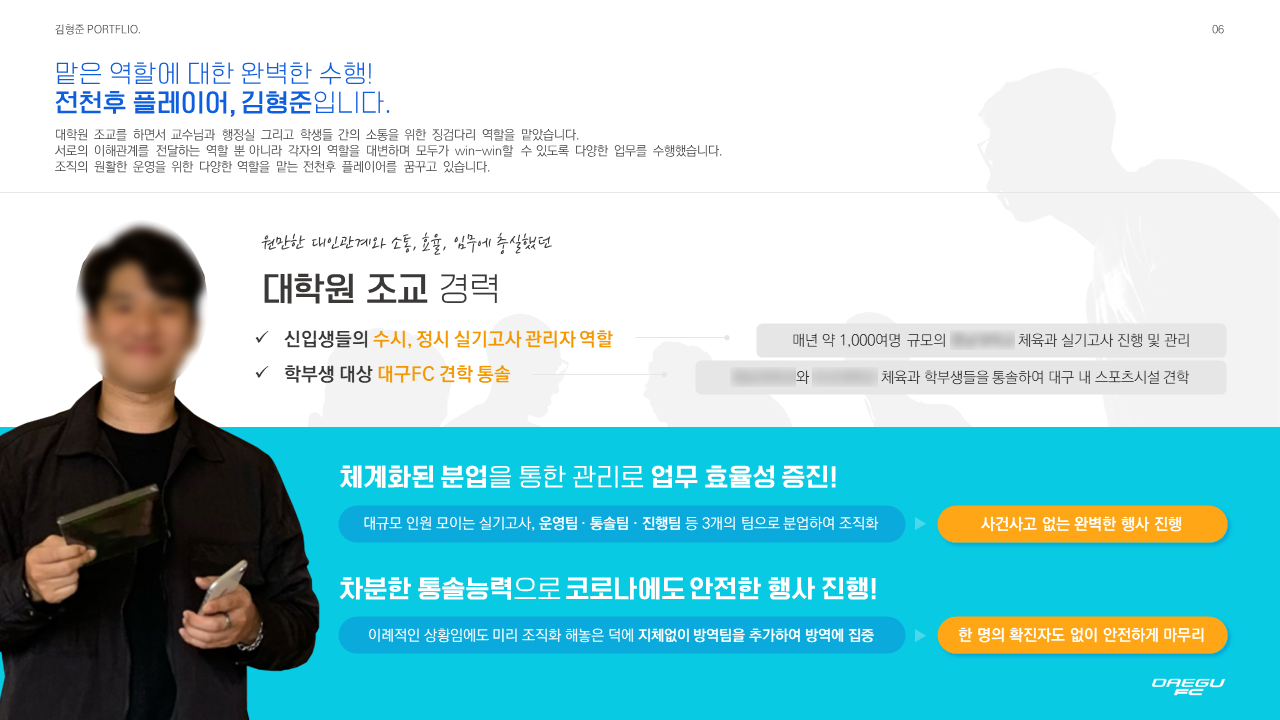 김형준 PORTFLIO.
06
맡은 역할에 대한 완벽한 수행!
전천후 플레이어, 김형준입니다.
대학원 조교를 하면서 교수님과 행정실 그리고 학생들 간의 소통을 위한 징검다리 역할을 맡았습니다.
서로의 이해관계를 전달하는 역할 뿐 아니라 각자의 역할을 대변하며 모두가 win-win할 수 있도록 다양한 업무를 수행했습니다.
조직의 원활한 운영을 위한 다양한 역할을 맡는 전천후 플레이어를 꿈꾸고 있습니다.
원만한 대인관계와 소통, 효율, 임무에 충실했던
대학원 조교 경력
✓ 신입생들의 수시, 정시 실기고사 관리자 역할
매년 약 1,000여명 규모의 체육과 실기고사 진행 및 관리
✓ 학부생 대상 대구FC 견학 통솔
와 체육과 학부생들을 통솔하여 대구 내 스포츠시설 견학
체계화된 분업을 통한 관리로 업무 효율성 증진!
대규모 인원 모이는 실기고사, 운영팀 · 통솔팀 · 진행팀 등 3개의 팀으로 분업하여 조직화
사건사고 없는 완벽한 행사 진행
차분한 통솔능력으로 코로나에도 안전한 행사 진행!
이례적인 상황임에도 미리 조직화 해놓은 덕에 지체없이 방역팀을 추가하여 방역에 집중
한 명의 확진자도 없이 안전하게 마무리
DAEGU
FC